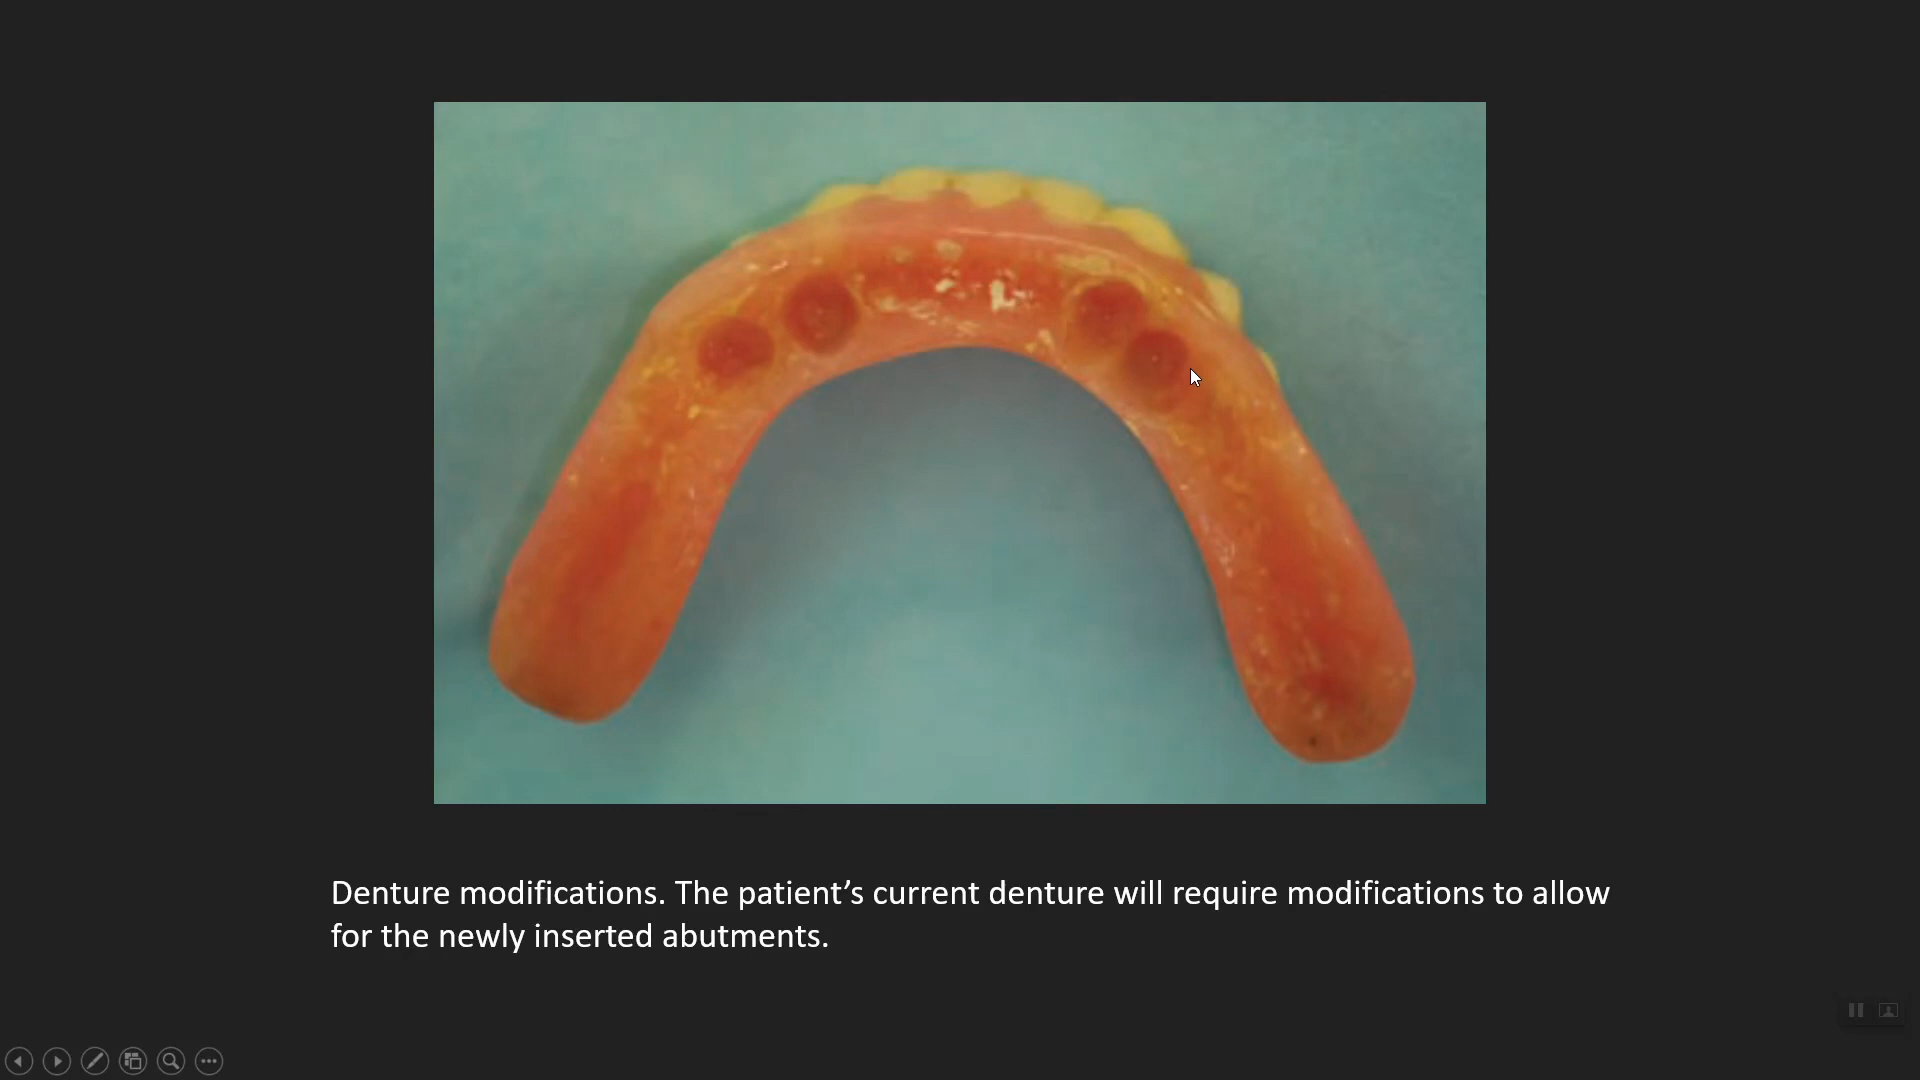 Denture modifications. The patient’s current denture will require modifications to allow
for the newly inserted abutments.